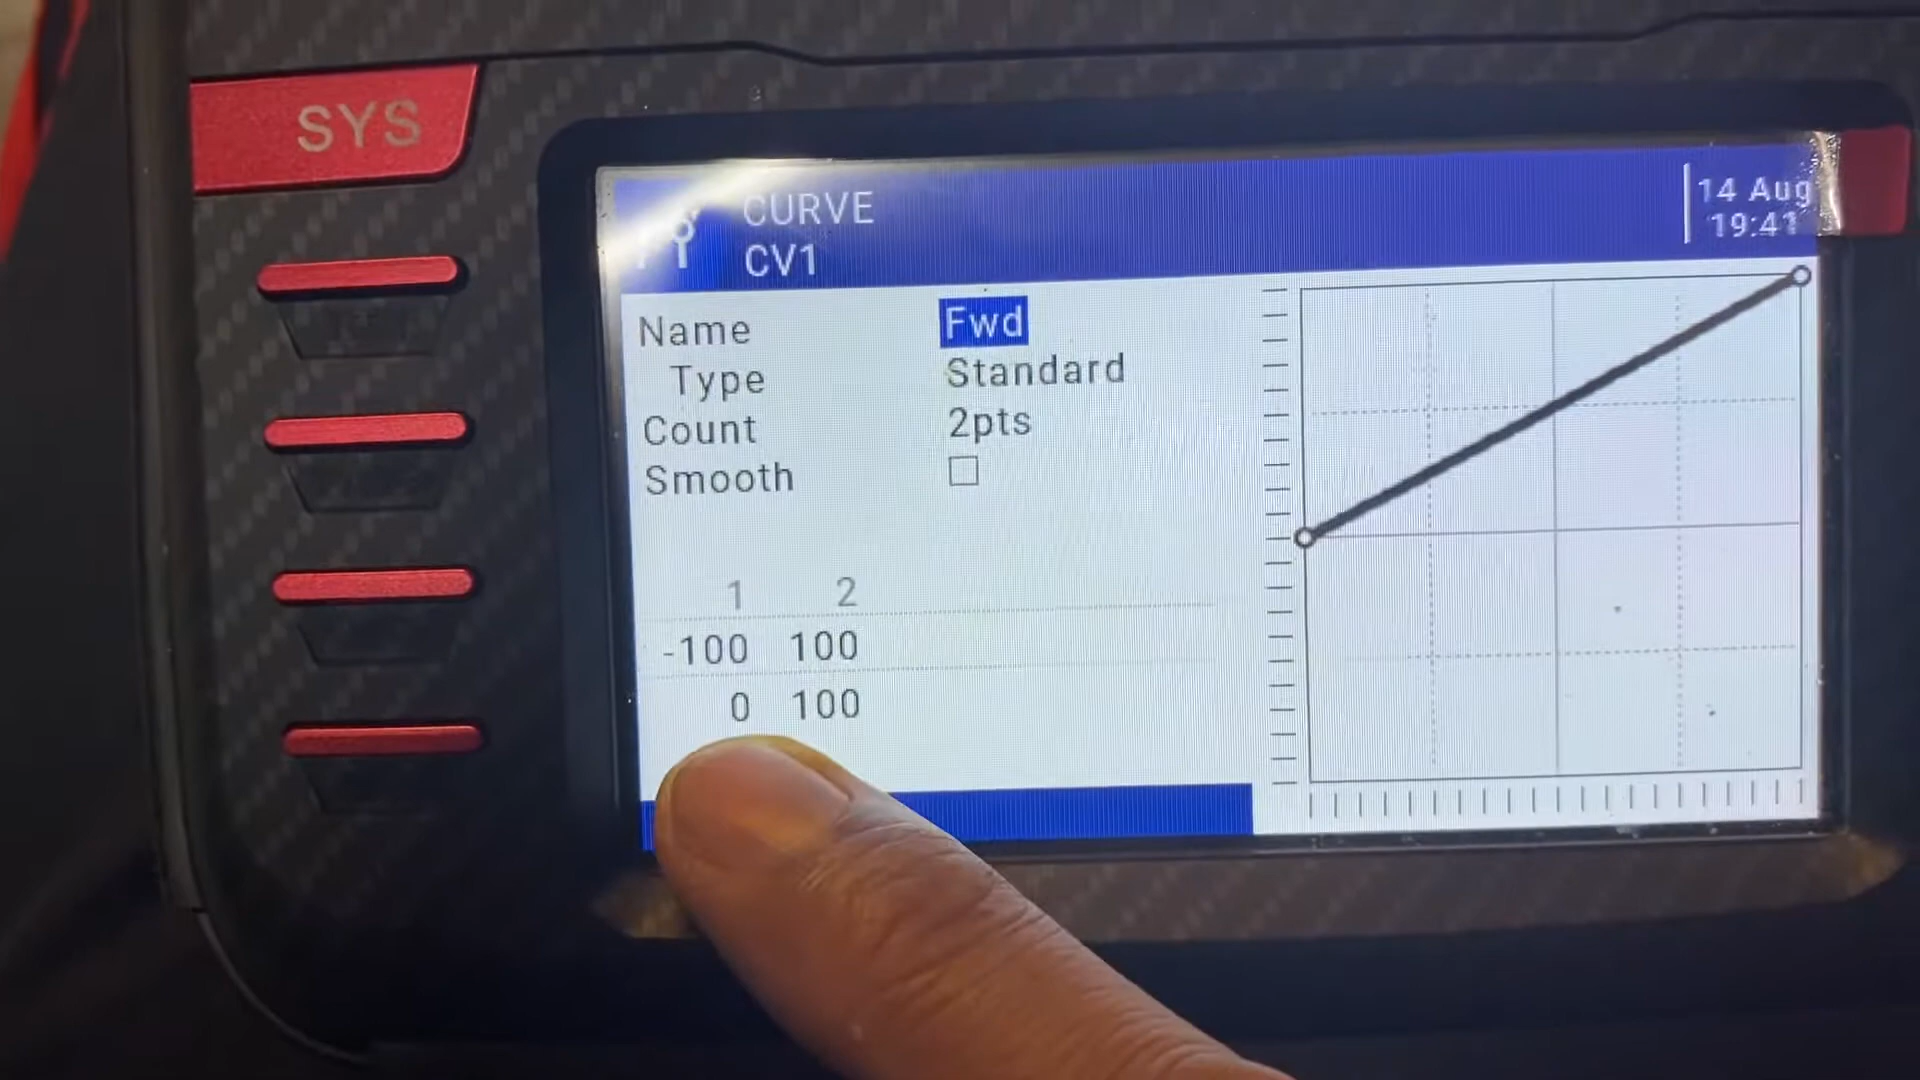 SYS
CURVE
CV1
14 Aug
19:41
Name Fwd
Type Standard
Count 2pts
Smooth
1 2
-100 100
0 100